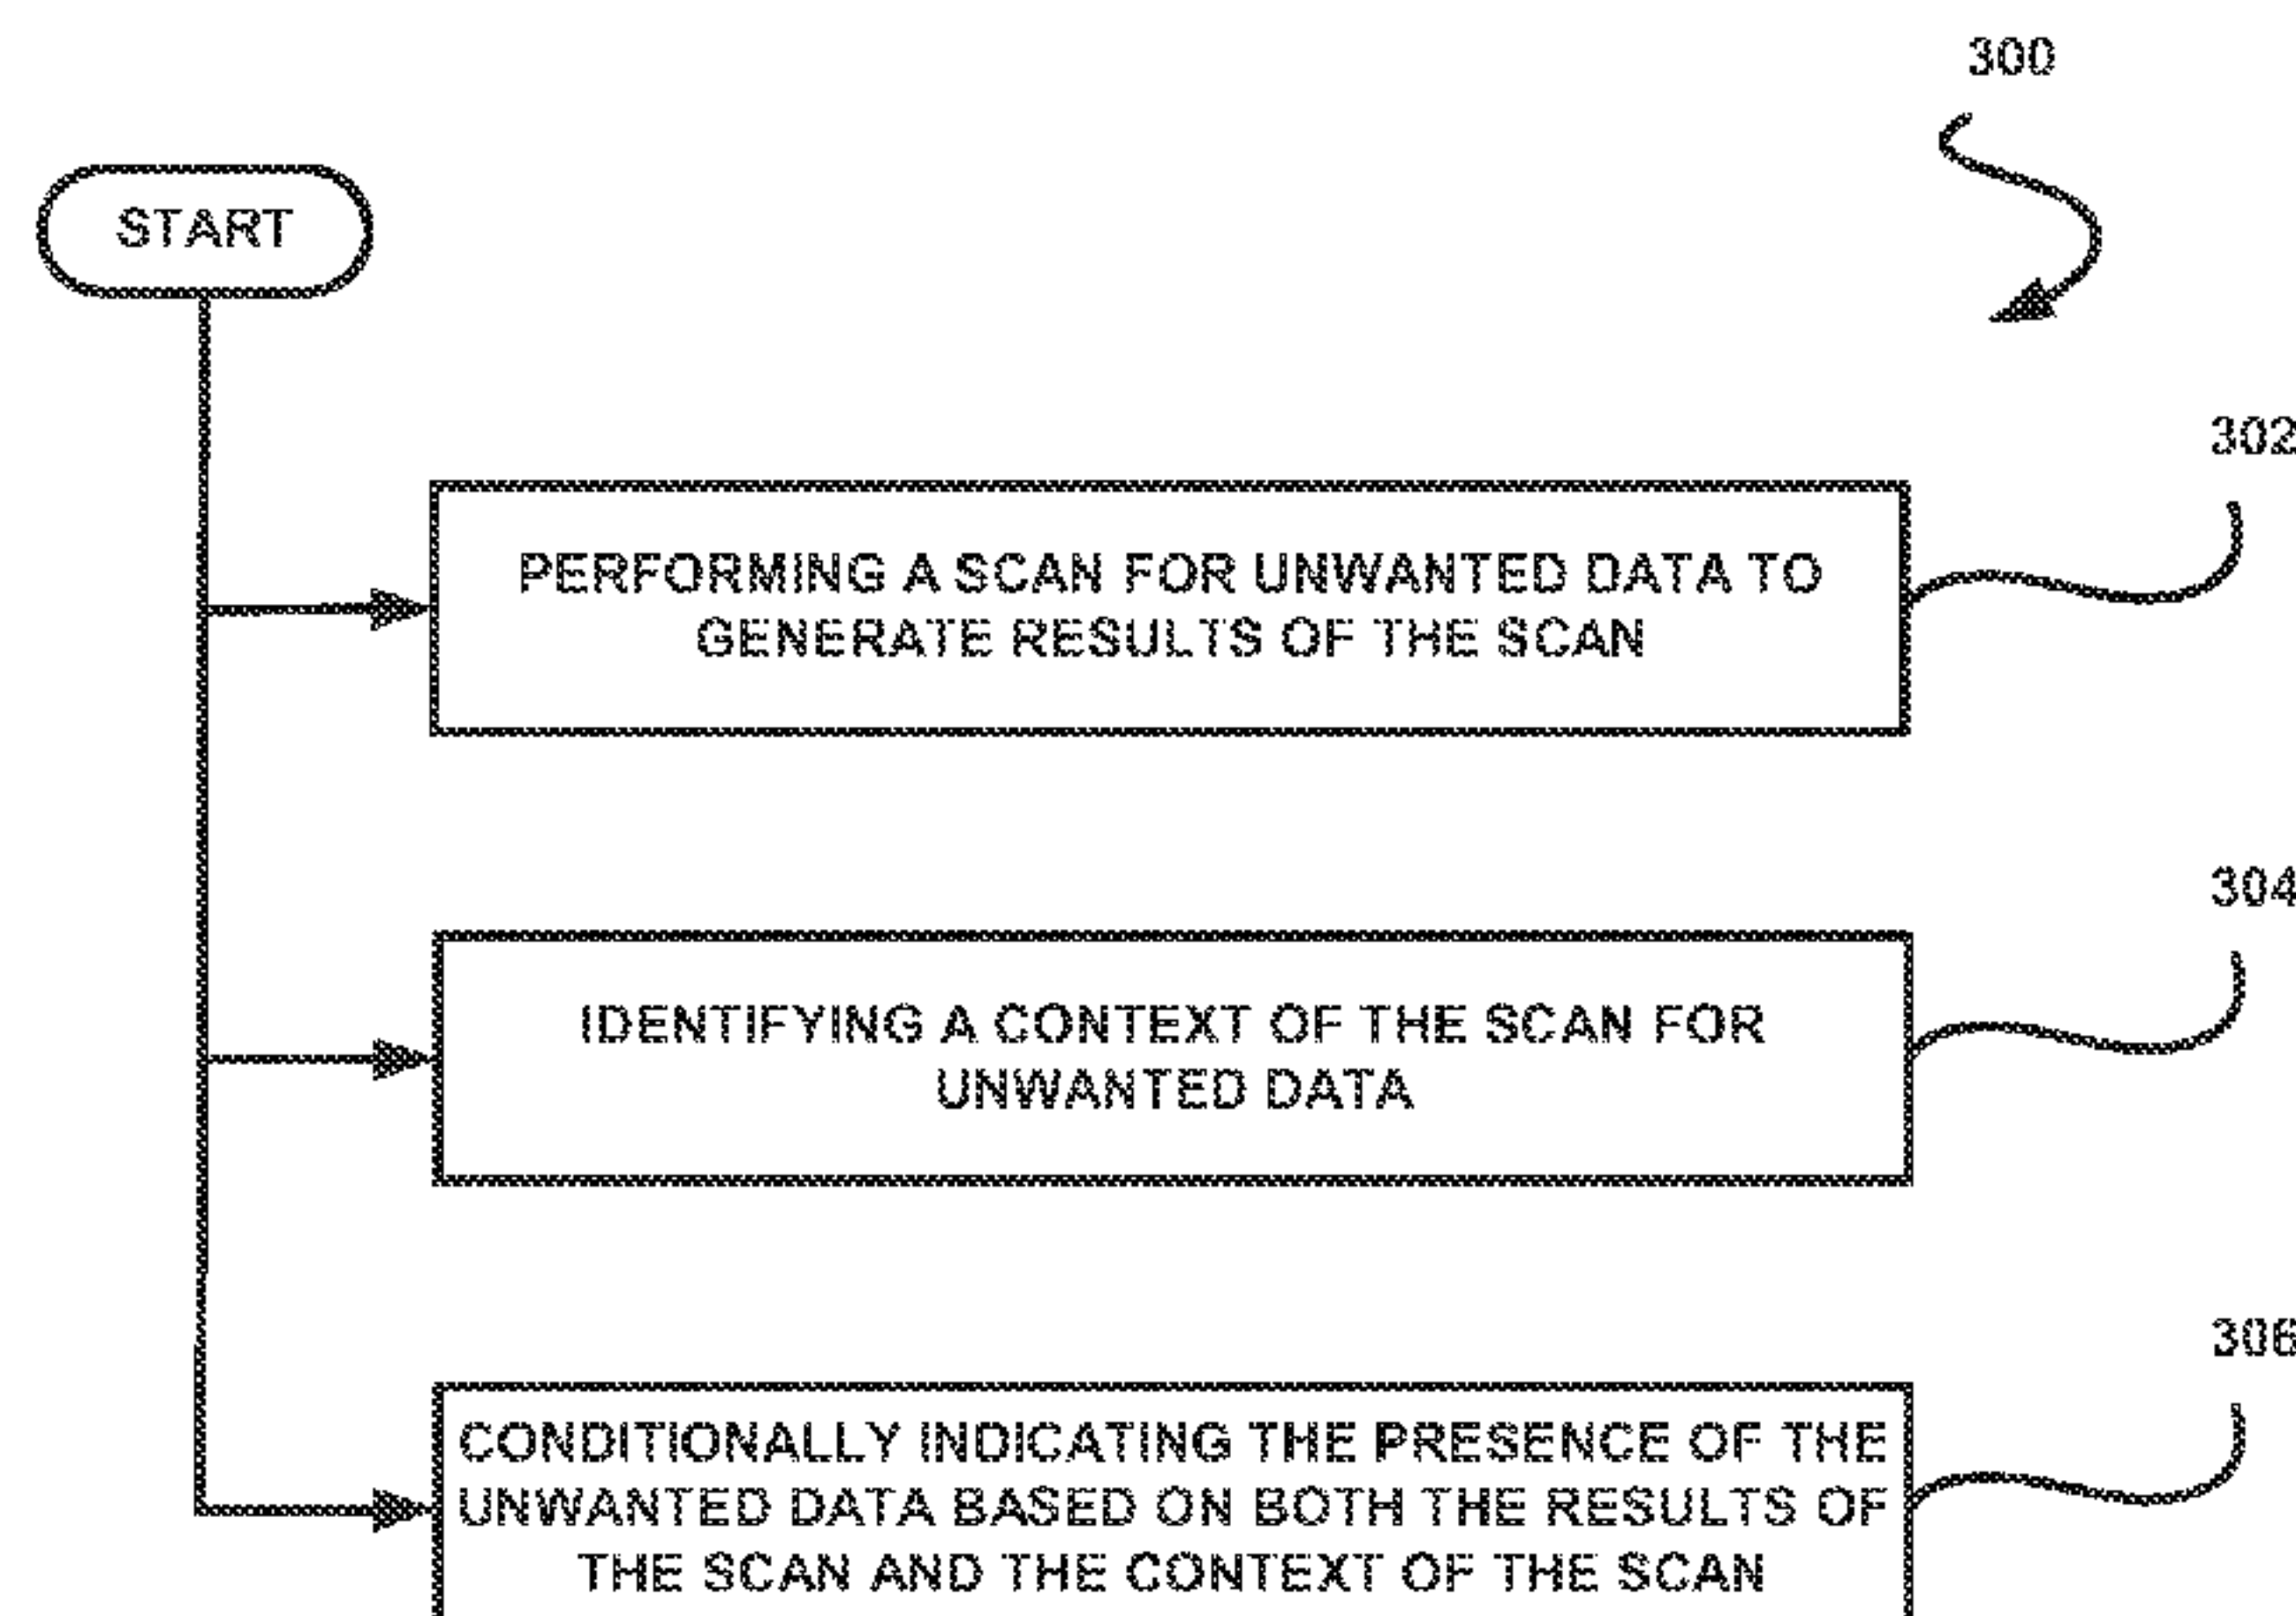 300
START
302
PERFORMING A SCAN FOR UNWANTED DATA TO
GENERATE RESULTS OF THE SCAN
304
IDENTIFYING A CONTEXT OF THE SCAN FOR
UNWANTED DATA
306
CONDITIONALLY INDICATING THE PRESENCE OF THE
UNWANTED DATA BASED ON BOTH THE RESULTS OF
THE SCAN AND THE CONTEXT OF THE SCAN